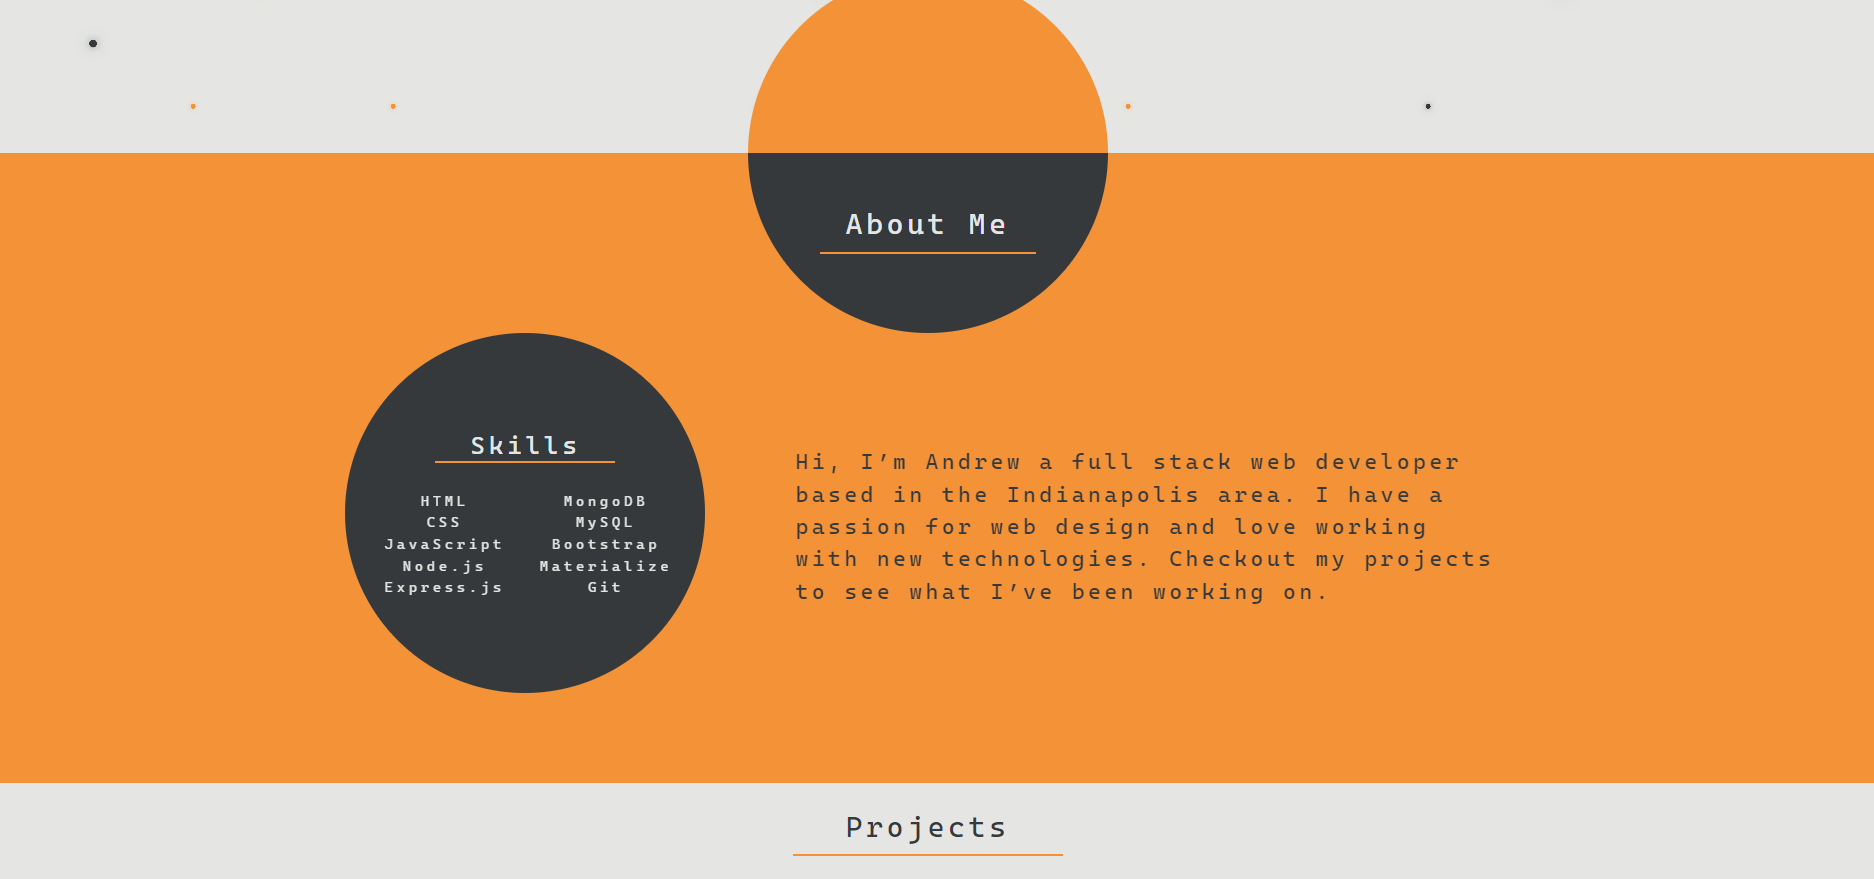 About Me
Skills
HTML
CSS
JavaScript
Node.js
Express.js
MongoDB
MySQL
Bootstrap
Materialize
Git
Hi, I’m Andrew a full stack web developer
based in the Indianapolis area. I have a
passion for web design and love working
with new technologies. Checkout my projects
to see what I’ve been working on.
Projects